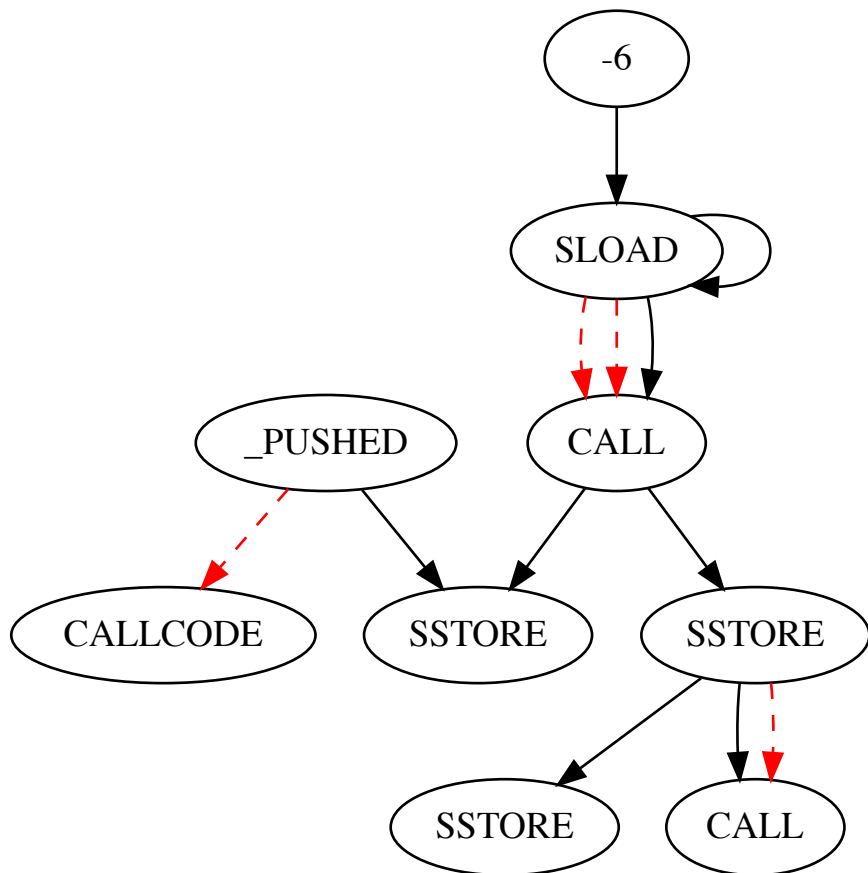 -6
SLOAD
_PUSHED
CALL
CALLCODE
SSTORE
SSTORE
SSTORE
CALL